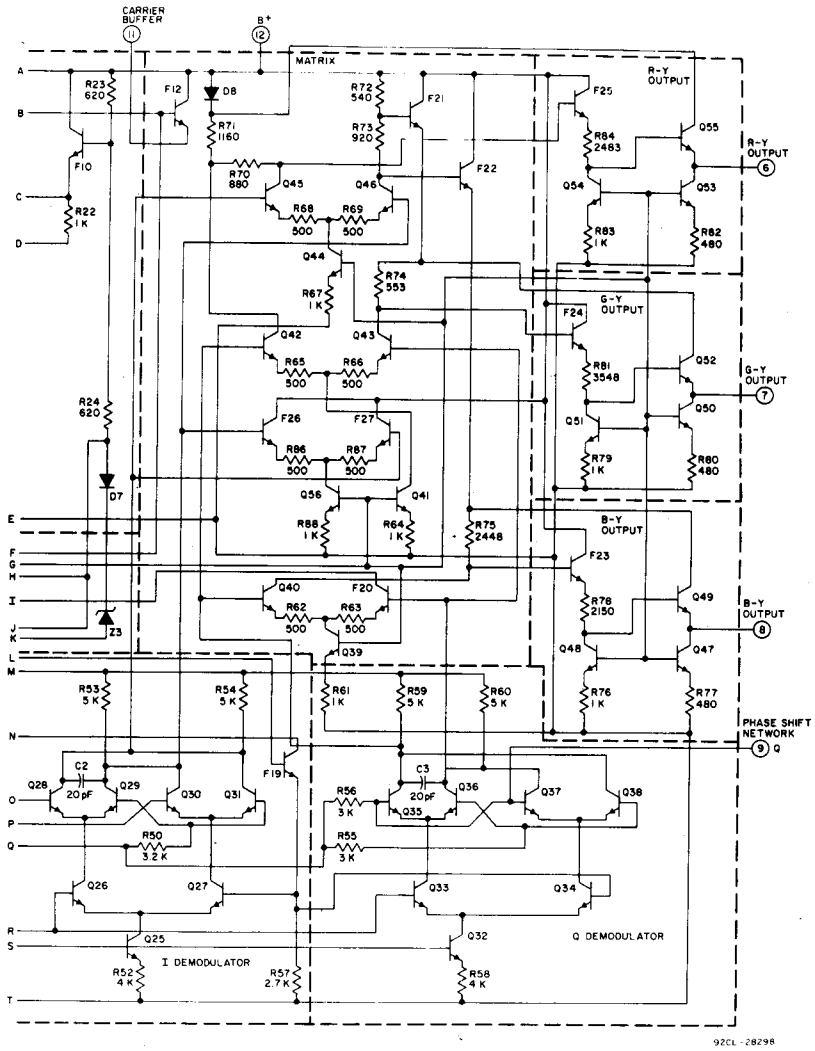 CARRIER
BUFFER
11
B+
12
MATRIX
A
R23
620
F12
D8
R72
540
F21
F25
R-Y
OUTPUT
B
R71
1160
R73
920
R84
2483
Q55
F10
F22
R-Y
OUTPUT
6
R70
880
Q45
Q46
Q54
Q53
C
R22
1K
D
R68
500
R69
500
R83
1K
R82
480
Q44
R74
553
R67
1K
F24
G-Y
OUTPUT
Q42
Q43
R65
500
R66
500
R81
3548
Q52
G-Y
OUTPUT
7
R24
620
F26
F27
Q51
Q50
R86
500
R87
500
R79
1K
R80
480
D7
Q56
Q41
E
R88
1K
R64
1K
R75
2448
B-Y
OUTPUT
F
G
H
F23
I
Q40
F20
R78
2150
Q49
J
K
Z3
R62
500
R63
500
B-Y
OUTPUT
8
Q39
Q48
Q47
L
M
R53
5K
R54
5K
R61
1K
R59
5K
R60
5K
R76
1K
R77
480
N
PHASE SHIFT
NETWORK
9 Q
F19
Q28
C2
20pF
Q29
Q30
Q31
C3
20pF
Q35
Q36
Q37
Q38
O
P
R56
3K
Q
R50
3.2K
R55
3K
Q26
Q27
Q33
Q34
R
S
Q25
I DEMODULATOR
Q32
Q DEMODULATOR
R52
4K
R57
2.7K
R58
4K
T
92CL-28298